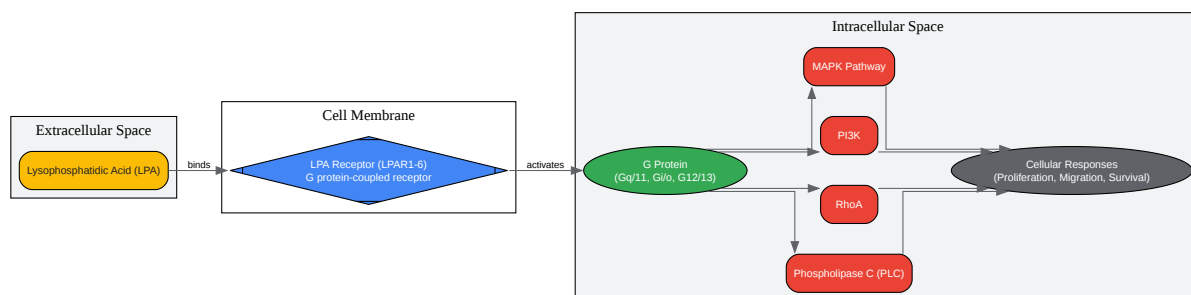 Intracellular Space
MAPK Pathway
Cell Membrane
Extracellular Space
PI3K
Lysophosphatidic Acid (LPA)
binds
LPA Receptor (LPAR1-6)
G protein-coupled receptor
activates
G Protein
(Gq/11, Gi/o, G12/13)
Cellular Responses
(Proliferation, Migration, Survival)
RhoA
Phospholipase C (PLC)